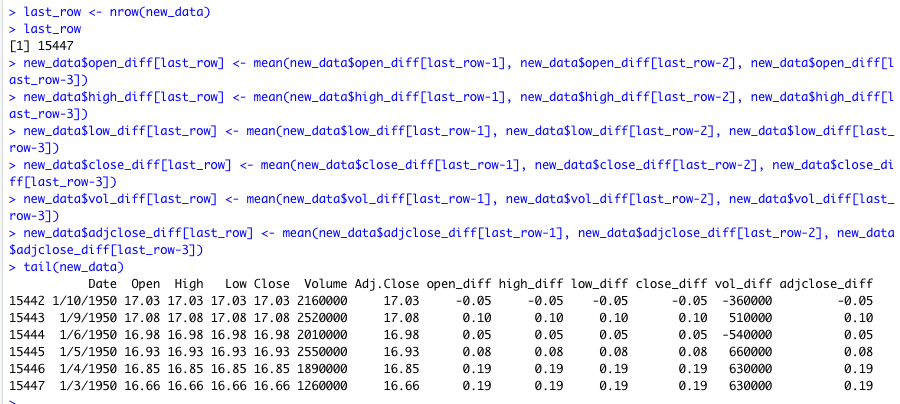 > last_row <- nrow(new_data)
> last_row
[1] 15447
> new_data$open_diff[last_row] <- mean(new_data$open_diff[last_row-1], new_data$open_diff[last_row-2], new_data$open_diff[l
ast_row-3])
> new_data$high_diff[last_row] <- mean(new_data$high_diff[last_row-1], new_data$high_diff[last_row-2], new_data$high_diff[l
ast_row-3])
> new_data$low_diff[last_row] <- mean(new_data$low_diff[last_row-1], new_data$low_diff[last_row-2], new_data$low_diff[last_
row-3])
> new_data$close_diff[last_row] <- mean(new_data$close_diff[last_row-1], new_data$close_diff[last_row-2], new_data$close_di
ff[last_row-3])
> new_data$vol_diff[last_row] <- mean(new_data$vol_diff[last_row-1], new_data$vol_diff[last_row-2], new_data$vol_diff[last_
row-3])
> new_data$adjclose_diff[last_row] <- mean(new_data$adjclose_diff[last_row-1], new_data$adjclose_diff[last_row-2], new_data
$adjclose_diff[last_row-3])
> tail(new_data)
Date Open High Low Close Volume Adj.Close open_diff high_diff low_diff close_diff vol_diff adjclose_diff
15442 1/10/1950 17.03 17.03 17.03 17.03 2160000 17.03 -0.05 -0.05 -0.05 -0.05 -360000 -0.05
15443 1/9/1950 17.08 17.08 17.08 17.08 2520000 17.08 0.10 0.10 0.10 0.10 510000 0.10
15444 1/6/1950 16.98 16.98 16.98 16.98 2010000 16.98 0.05 0.05 0.05 0.05 -540000 0.05
15445 1/5/1950 16.93 16.93 16.93 16.93 2550000 16.93 0.08 0.08 0.08 0.08 660000 0.08
15446 1/4/1950 16.85 16.85 16.85 16.85 1890000 16.85 0.19 0.19 0.19 0.19 630000 0.19
15447 1/3/1950 16.66 16.66 16.66 16.66 1260000 16.66 0.19 0.19 0.19 0.19 630000 0.19
>